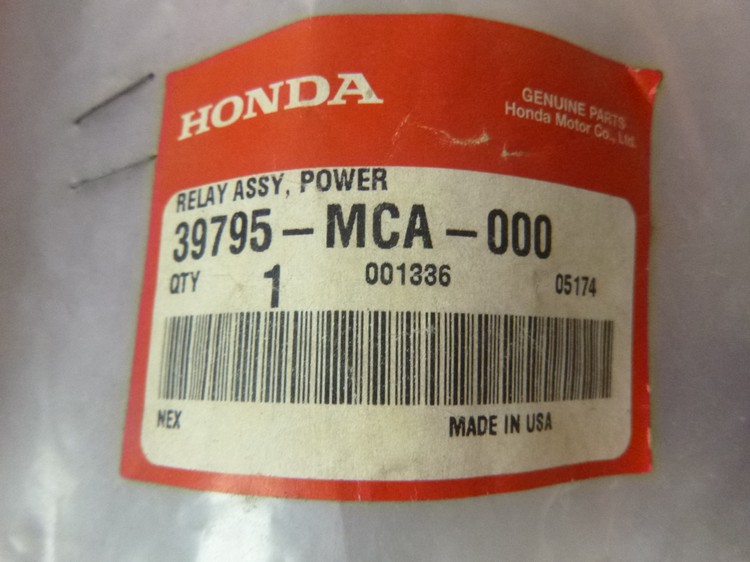 HONDA
GENUINE PARTS
Honda Motor Co., Ltd.
RELAY ASSY, POWER
39795-MCA-000
QTY 1 001336 05174
MEX MADE IN USA